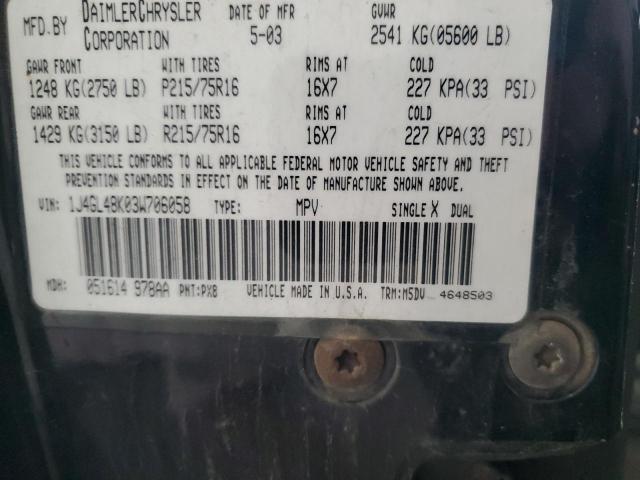 MFD.BY DAIMLERCHRYSLER CORPORATION DATE OF MFR 5-03 GVWR 2541 KG(05600 LB)
GAWR FRONT WITH TIRES RIMS AT COLD
1248 KG(2750 LB) P215/75R16 16X7 227 KPA(33 PSI)
GAWR REAR WITH TIRES RIMS AT COLD
1429 KG(3150 LB) R215/75R16 16X7 227 KPA(33 PSI)
THIS VEHICLE CONFORMS TO ALL APPLICABLE FEDERAL MOTOR VEHICLE SAFETY AND THEFT
PREVENTION STANDARDS IN EFFECT ON THE DATE OF MANUFACTURE SHOWN ABOVE.
VIN: 1J4GL48K03W706058 TYPE: MPV SINGLE X DUAL
MDH: 051614 978AA PNT:PXB VEHICLE MADE IN U.S.A. TRM:MSDV 4648503